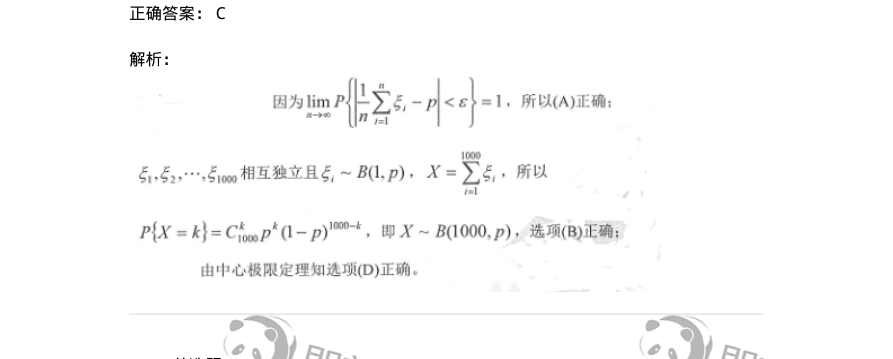 正确答案： C
解析：
因为 lim_{n→∞} P{|1/n ∑_{i=1}^{n} ξ_i − p| < ε} = 1，所以(A)正确；
ξ_1, ξ_2, ⋯, ξ_1000 相互独立且 ξ_i ~ B(1, p)，X = ∑_{i=1}^{1000} ξ_i，所以
P{X = k} = C_{1000}^{k} p^k (1 − p)^{1000−k}，即 X ~ B(1000, p)，选项(B)正确；
由中心极限定理知选项(D)正确。